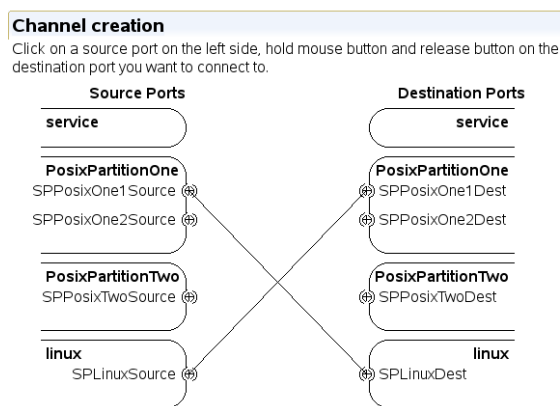 Channel creation
Click on a source port on the left side, hold mouse button and release button on the
destination port you want to connect to.
Source Ports
service
PosixPartitionOne
SPPosixOne1Source
SPPosixOne2Source
PosixPartitionTwo
SPPosixTwoSource
linux
SPLinuxSource
Destination Ports
service
PosixPartitionOne
SPPosixOne1Dest
SPPosixOne2Dest
PosixPartitionTwo
SPPosixTwoDest
linux
SPLinuxDest